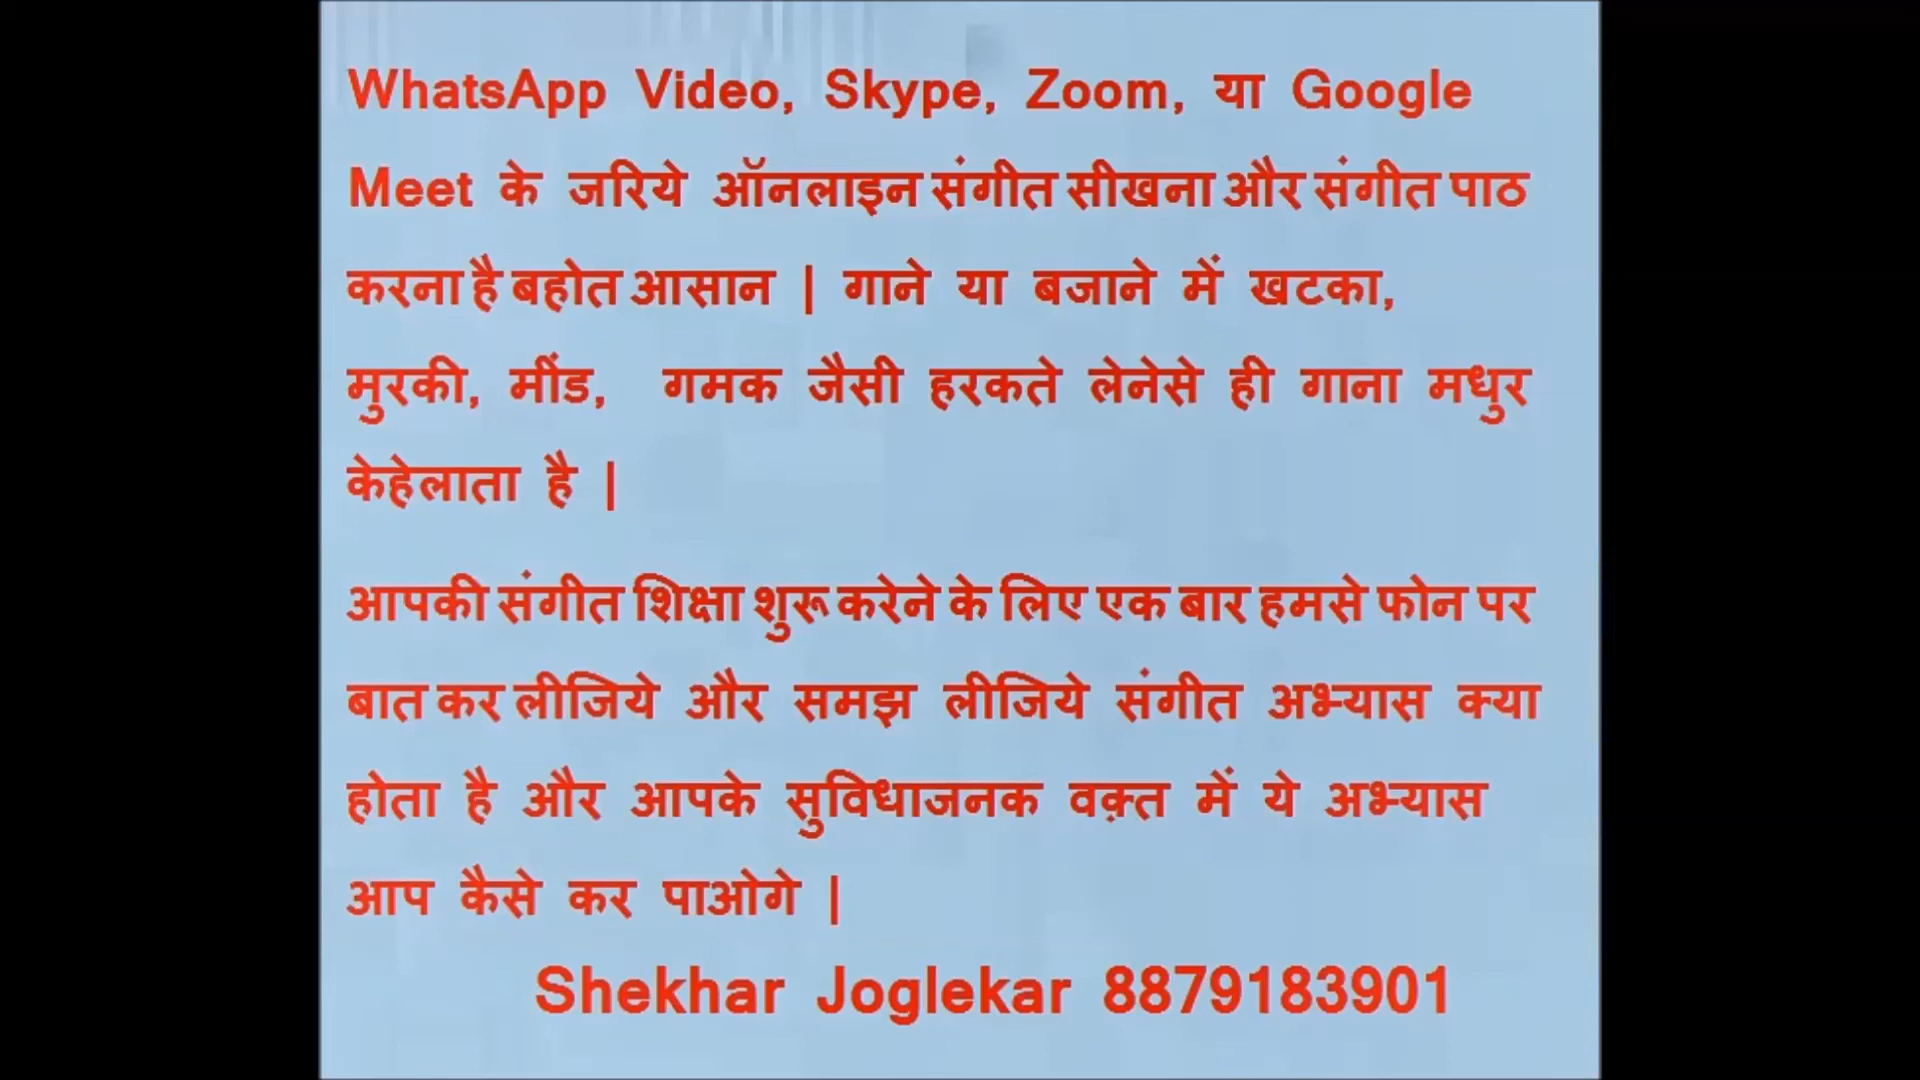 WhatsApp Video, Skype, Zoom, या Google
Meet के जरिये ऑनलाइन संगीत सीखना और संगीत पाठ
करना है बहोत आसान | गाने या बजाने में खटका,
मुरकी, मींड, गमक जैसी हरकते लेनेसे ही गाना मधुर
केहेलाता है |
आपकी संगीत शिक्षा शुरू करेने के लिए एक बार हमसे फोन पर
बात कर लीजिये और समझ लीजिये संगीत अभ्यास क्या
होता है और आपके सुविधाजनक वक़्त में ये अभ्यास
आप कैसे कर पाओगे |
Shekhar Joglekar 8879183901